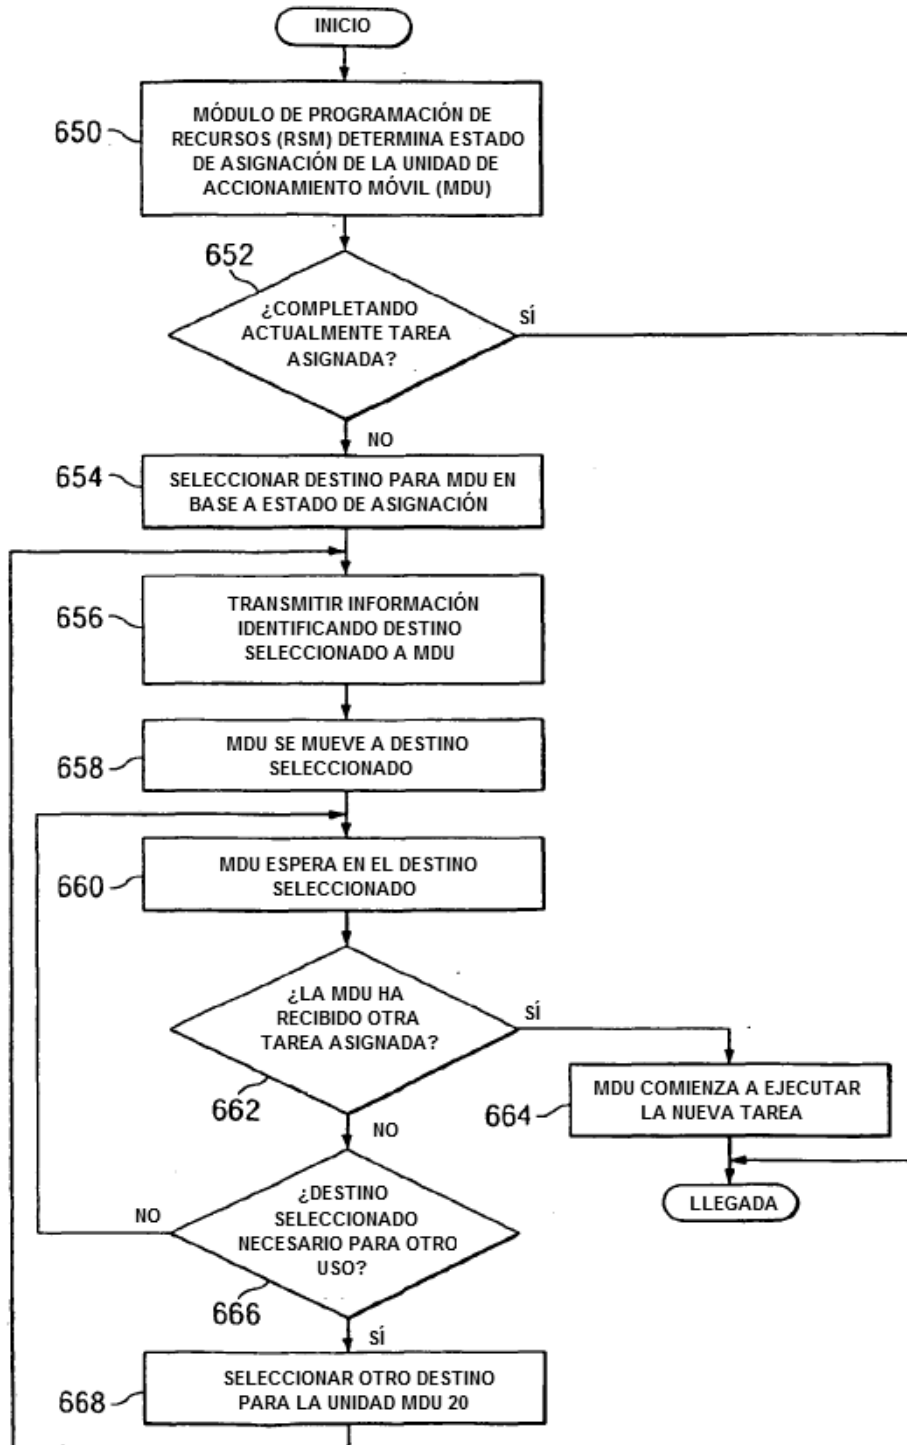 INICIO
650
MÓDULO DE PROGRAMACIÓN DE
RECURSOS (RSM) DETERMINA ESTADO
DE ASIGNACIÓN DE LA UNIDAD DE
ACCIONAMIENTO MÓVIL (MDU)
652
¿COMPLETANDO
ACTUALMENTE TAREA
ASIGNADA?
SÍ
NO
654
SELECCIONAR DESTINO PARA MDU EN
BASE A ESTADO DE ASIGNACIÓN
656
TRANSMITIR INFORMACIÓN
IDENTIFICANDO DESTINO
SELECCIONADO A MDU
658
MDU SE MUEVE A DESTINO
SELECCIONADO
660
MDU ESPERA EN EL DESTINO
SELECCIONADO
¿LA MDU HA
RECIBIDO OTRA
TAREA ASIGNADA?
SÍ
662
NO
664
MDU COMIENZA A EJECUTAR
LA NUEVA TAREA
LLEGADA
¿DESTINO
SELECCIONADO
NECESARIO PARA OTRO
USO?
NO
666
SÍ
668
SELECCIONAR OTRO DESTINO
PARA LA UNIDAD MDU 20